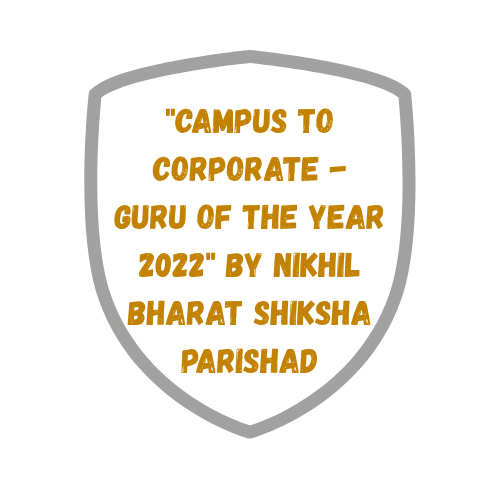 "CAMPUS TO
CORPORATE –
GURU OF THE YEAR
2022" BY NIKHIL
BHARAT SHIKSHA
PARISHAD